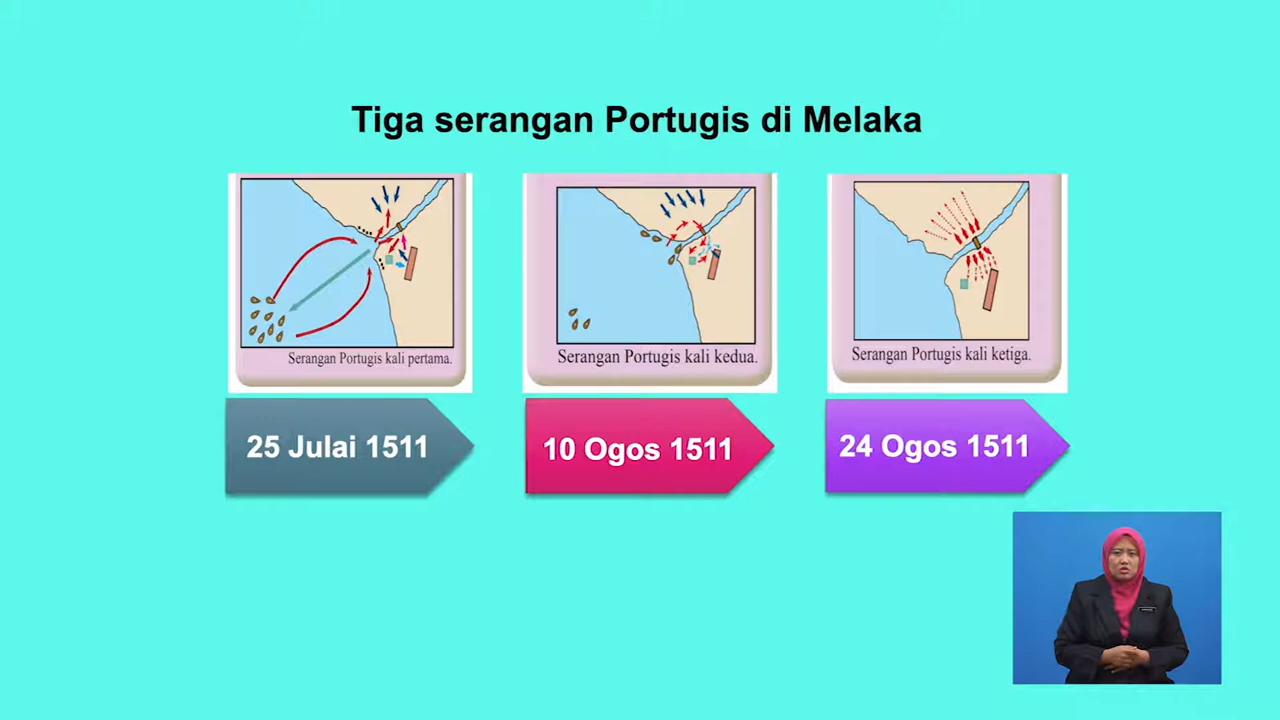 Tiga serangan Portugis di Melaka
Serangan Portugis kali pertama.
Serangan Portugis kali kedua.
Serangan Portugis kali ketiga.
25 Julai 1511
10 Ogos 1511
24 Ogos 1511